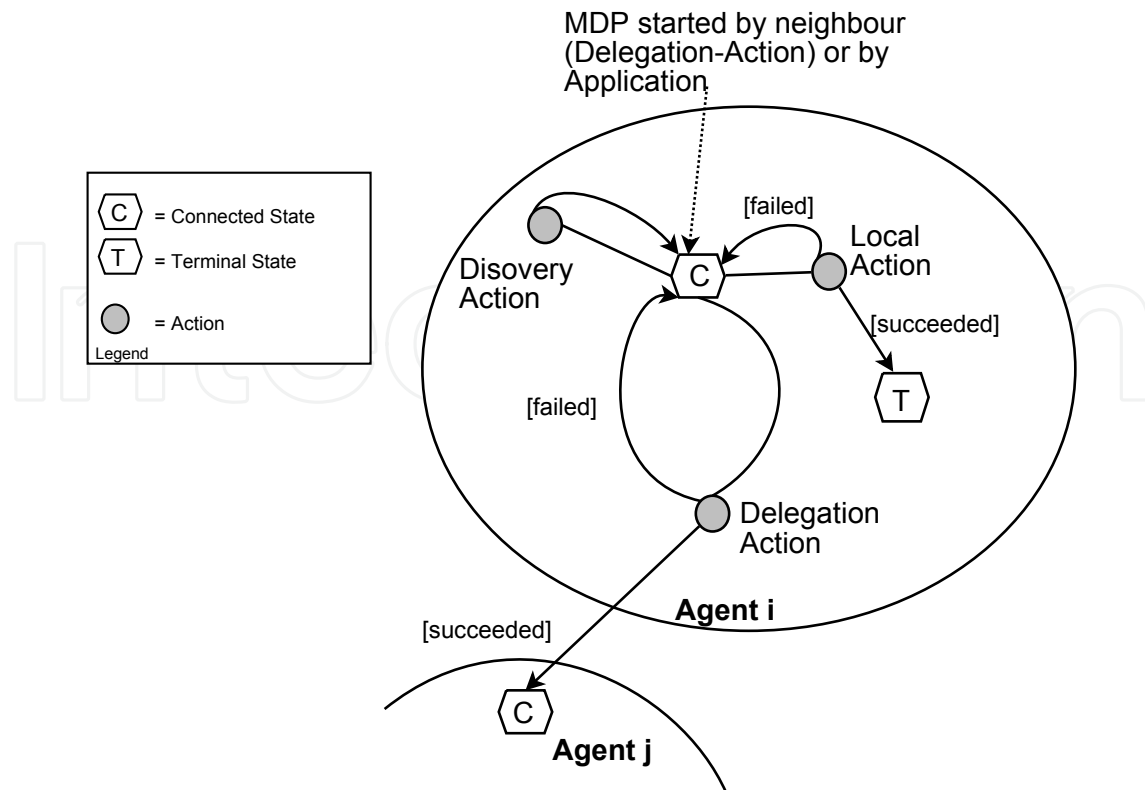 MDP started by neighbour
(Delegation-Action) or by
Application
C = Connected State
T = Terminal State
= Action
Legend
[failed]
Local
Action
Disovery
Action
C
[succeeded]
T
[failed]
Delegation
Action
Agent i
[succeeded]
C
Agent j